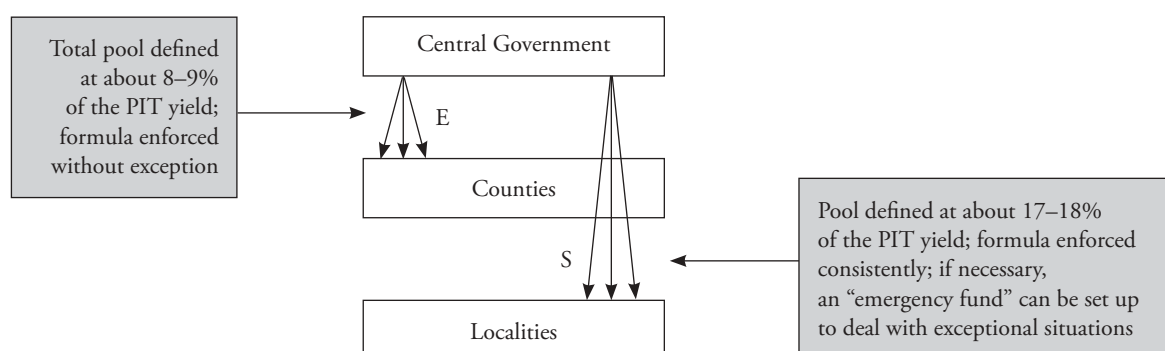 Total pool defined
at about 8–9%
of the PIT yield;
formula enforced
without exception
Central Government
E
Counties
S
Pool defined at about 17–18%
of the PIT yield; formula enforced
consistently; if necessary,
an “emergency fund” can be set up
to deal with exceptional situations
Localities